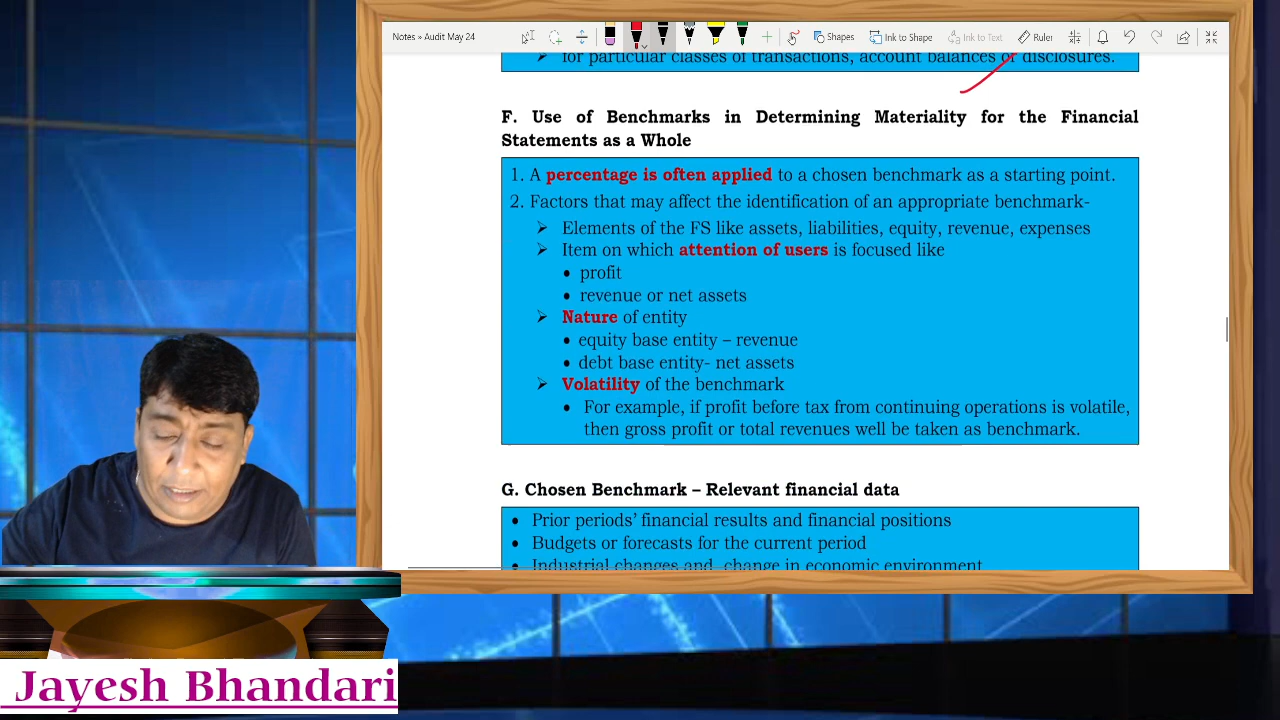 Notes » Audit May 24
Shapes
Ink to Shape
Ink to Text
Ruler
➢ for particular classes of transactions, account balances or disclosures.
F. Use of Benchmarks in Determining Materiality for the Financial
Statements as a Whole
1. A percentage is often applied to a chosen benchmark as a starting point.
2. Factors that may affect the identification of an appropriate benchmark-
➢ Elements of the FS like assets, liabilities, equity, revenue, expenses
➢ Item on which attention of users is focused like
• profit
• revenue or net assets
➢ Nature of entity
• equity base entity – revenue
• debt base entity- net assets
➢ Volatility of the benchmark
• For example, if profit before tax from continuing operations is volatile,
then gross profit or total revenues well be taken as benchmark.
G. Chosen Benchmark – Relevant financial data
• Prior periods’ financial results and financial positions
• Budgets or forecasts for the current period
• Industrial changes and change in economic environment
Jayesh Bhandari